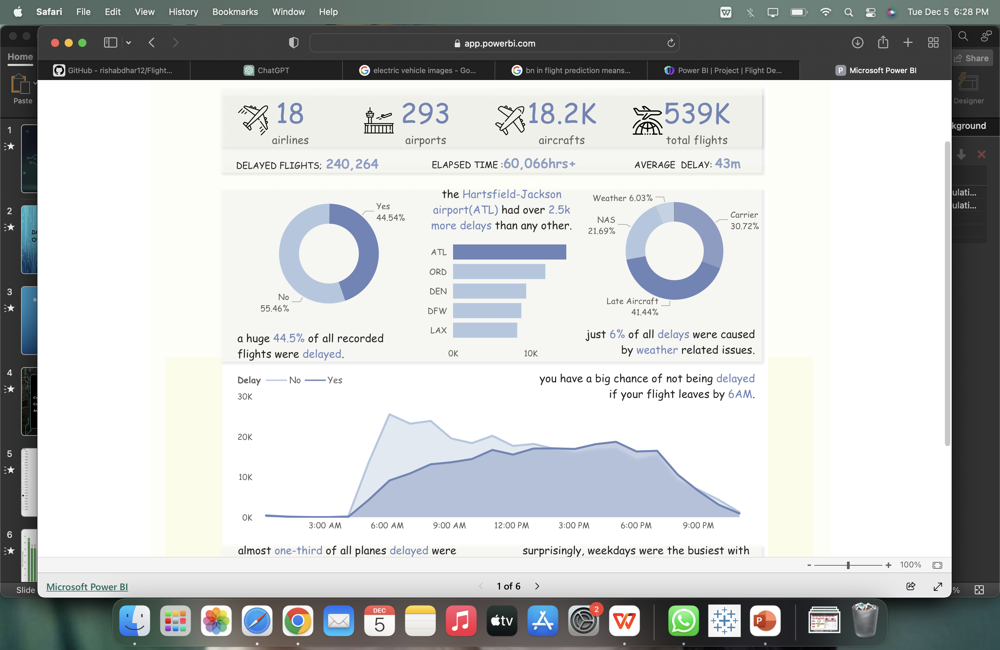 Safari File Edit View History Bookmarks Window Help Tue Dec 5 6:28 PM
app.powerbi.com
Home
Share
GitHub - rishabdhar12/Flight...
ChatGPT
electric vehicle images - Go...
bn in flight prediction means...
Power BI | Project | Flight De...
P Microsoft Power BI
Paste
Designer
kground
ulati...
ulati...
1
2
DA
3
D
4
5
6
Slide
%
18
airlines
293
airports
18.2K
aircrafts
539K
total flights
DELAYED FLIGHTS; 240,264
ELAPSED TIME :60,066hrs+
AVERAGE DELAY: 43m
Yes
44.54%
No
55.46%
a huge 44.5% of all recorded
flights were delayed.
the Hartsfield-Jackson
airport(ATL) had over 2.5k
more delays than any other.
ATL
ORD
DEN
DFW
LAX
0K 10K
Weather 6.03%
NAS
21.69%
Carrier
30.72%
Late Aircraft
41.44%
just 6% of all delays were caused
by weather related issues.
Delay No Yes
you have a big chance of not being delayed
if your flight leaves by 6AM.
30K
20K
10K
0K
3:00 AM 6:00 AM 9:00 AM 12:00 PM 3:00 PM 6:00 PM 9:00 PM
almost one-third of all planes delayed were
surprisingly, weekdays were the busiest with
- + 100%
Microsoft Power BI
1 of 6
DEC
5
tv
2
P